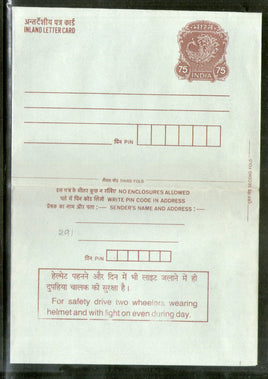 अन्तर्देशीय पत्र कार्ड
INLAND LETTER CARD
भारत
75 75
INDIA
पिन PIN
दूसरा मोड़ SECOND FOLD
तीसरा मोड़ THIRD FOLD
इस पत्र के भीतर कुछ न रखिए NO ENCLOSURES ALLOWED
पते में पिन कोड लिखें WRITE PIN CODE IN ADDRESS
प्रेषक का नाम और पता :— SENDER'S NAME AND ADDRESS :—
291
पिन PIN
हेल्मेट पहनने और दिन में भी लाइट जलाने में ही
दुपहिया चालक की सुरक्षा है।
For safety drive two wheelers wearing
helmet and with light on even during day.